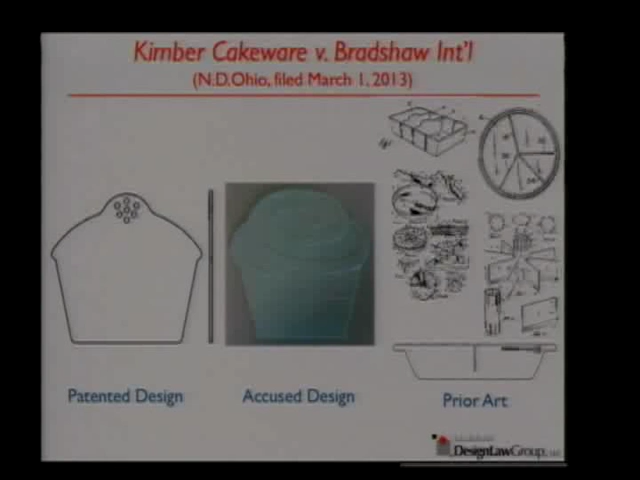 Kimber Cakeware v. Bradshaw Int'l
(N.D.Ohio, filed March 1, 2013)
Patented Design
Accused Design
Prior Art
DesignLawGroup